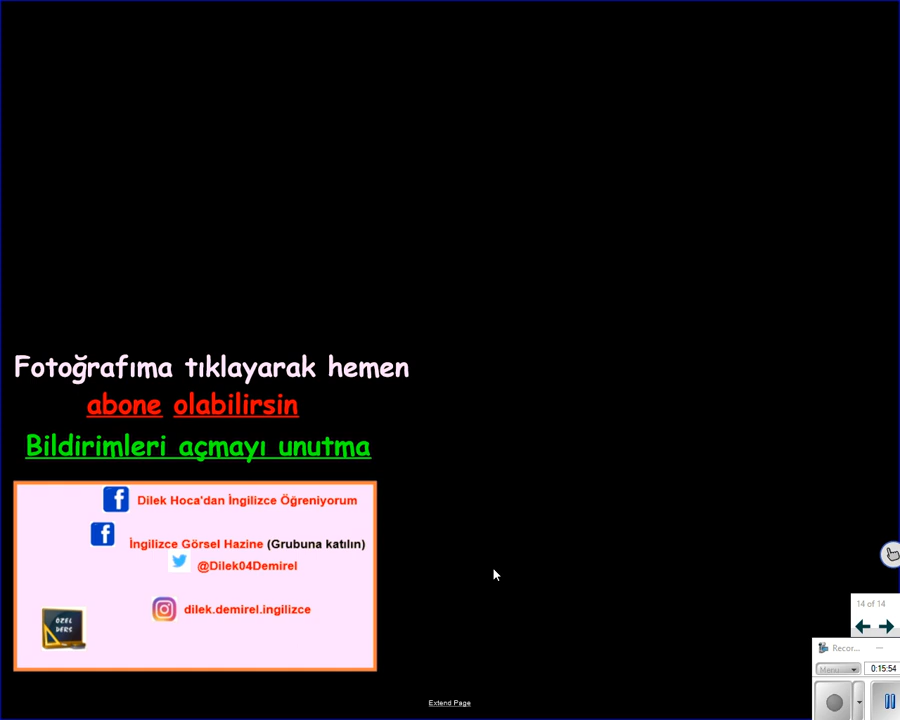 Fotoğrafıma tıklayarak hemen
abone olabilirsin
Bildirimleri açmayı unutma
Dilek Hoca'dan İngilizce Öğreniyorum
İngilizce Görsel Hazine (Grubuna katılın)
@Dilek04Demirel
dilek.demirel.ingilizce
ÖZEL
DERS
14 of 14
Recor...
Menu
0:15:54
Extend Page